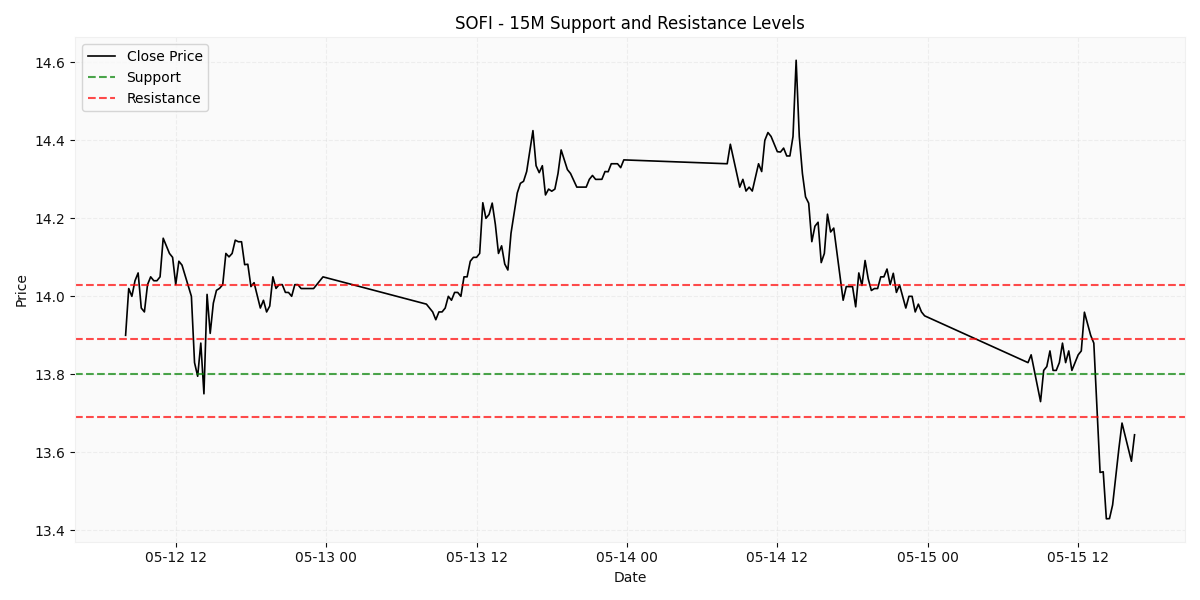 SOFI - 15M Support and Resistance Levels
Close Price
Support
Resistance
Price
14.6
14.4
14.2
14.0
13.8
13.6
13.4
05-12 12
05-13 00
05-13 12
05-14 00
05-14 12
05-15 00
05-15 12
Date